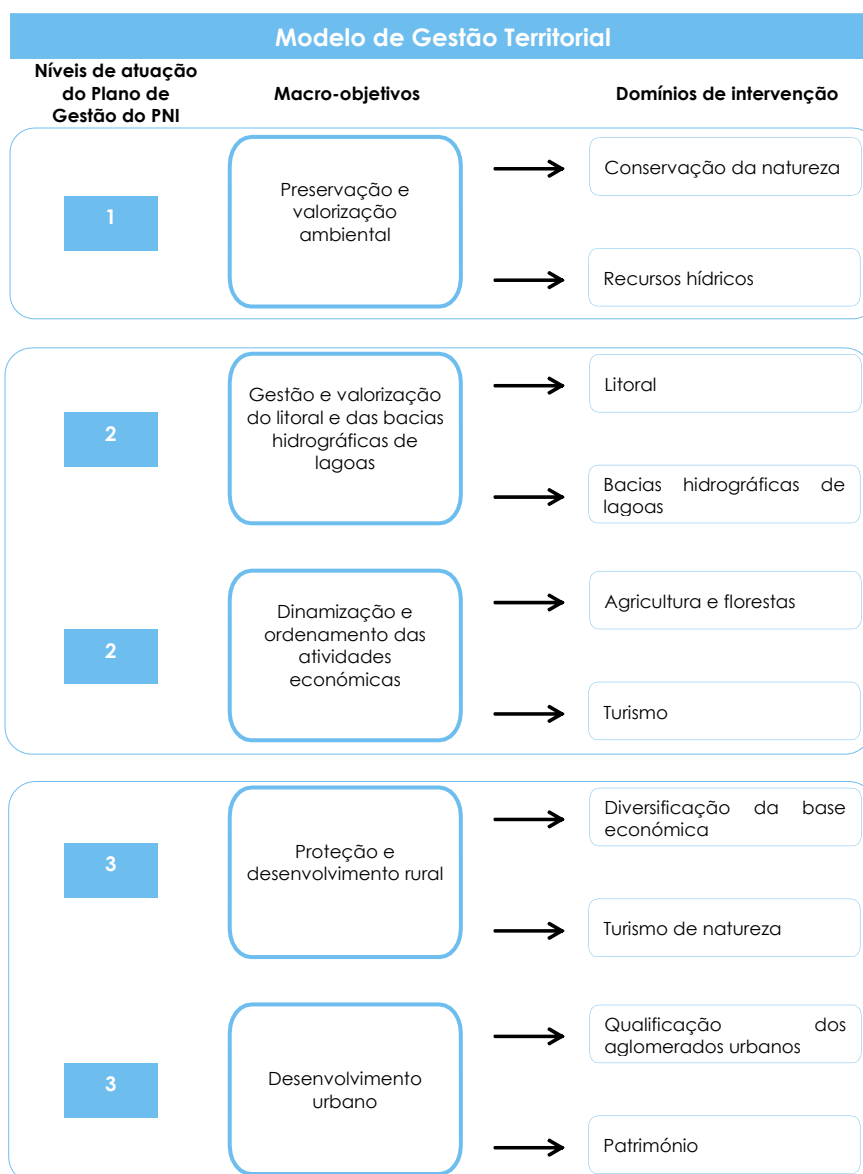 Modelo de Gestão Territorial
Níveis de atuação
do Plano de
Gestão do PNI
Macro-objetivos
Domínios de intervenção
1
Preservação e
valorização
ambiental
Conservação da natureza
Recursos hídricos
2
Gestão e valorização
do litoral e das bacias
hidrográficas de
lagoas
Litoral
Bacias hidrográficas de
lagoas
2
Dinamização e
ordenamento das
atividades
económicas
Agricultura e florestas
Turismo
3
Proteção e
desenvolvimento rural
Diversificação da base
económica
Turismo de natureza
3
Desenvolvimento
urbano
Qualificação dos
aglomerados urbanos
Património